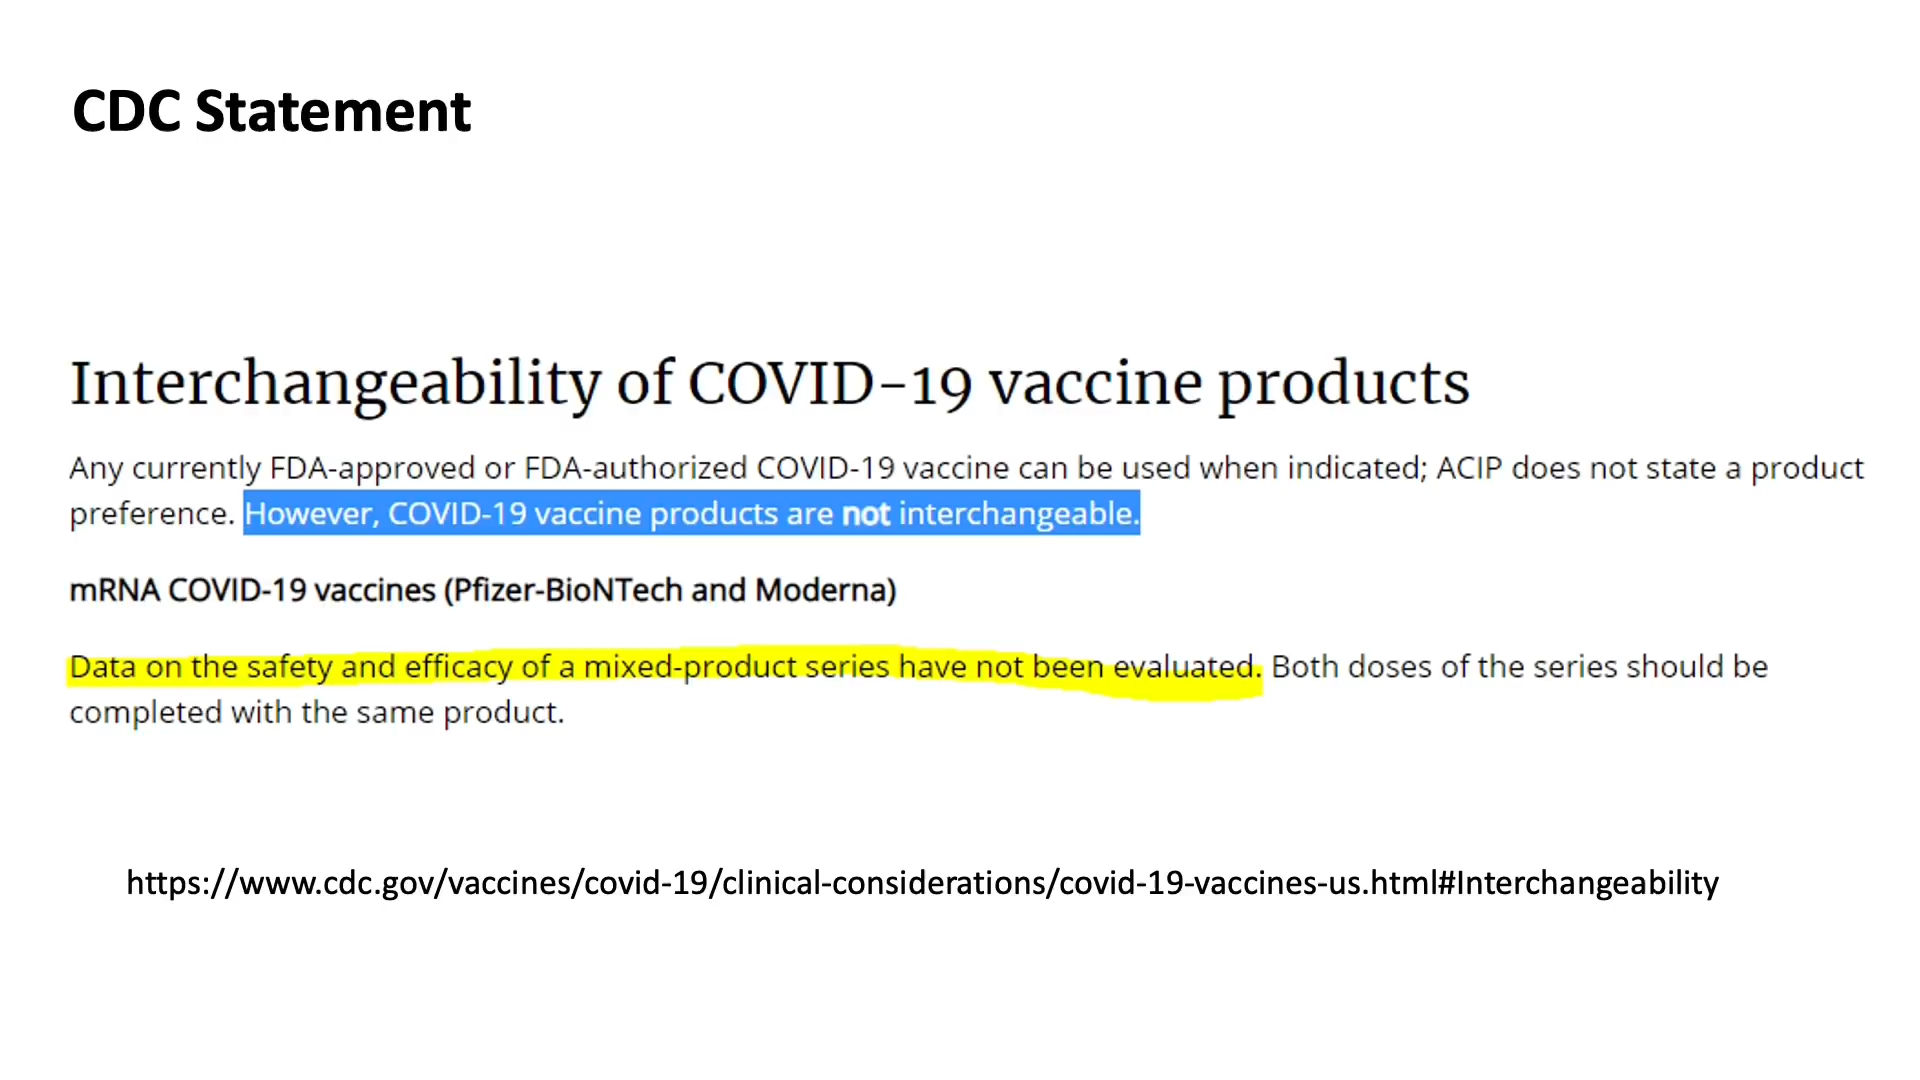 CDC Statement
Interchangeability of COVID-19 vaccine products
Any currently FDA-approved or FDA-authorized COVID-19 vaccine can be used when indicated; ACIP does not state a product
preference. However, COVID-19 vaccine products are not interchangeable.
mRNA COVID-19 vaccines (Pfizer-BioNTech and Moderna)
Data on the safety and efficacy of a mixed-product series have not been evaluated. Both doses of the series should be
completed with the same product.
https://www.cdc.gov/vaccines/covid-19/clinical-considerations/covid-19-vaccines-us.html#Interchangeability